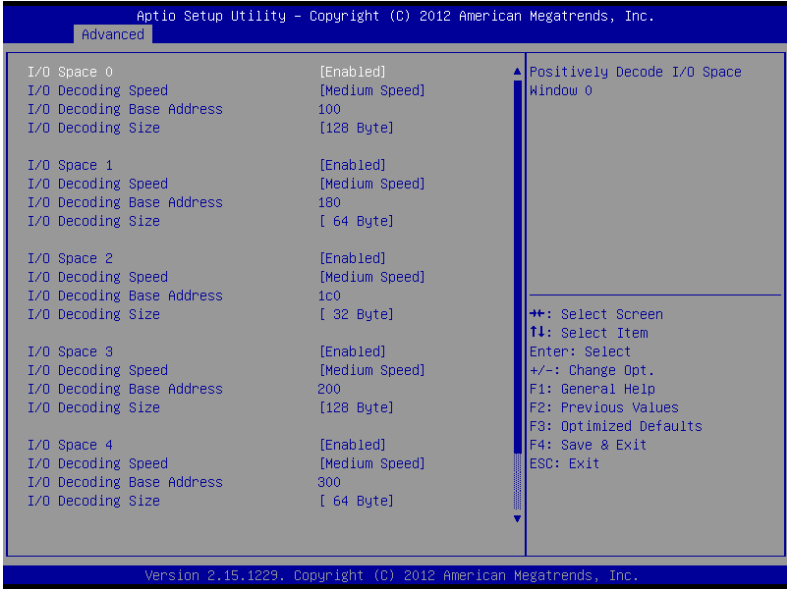 Aptio Setup Utility – Copyright (C) 2012 American Megatrends, Inc.
Advanced
I/O Space 0 [Enabled]
I/O Decoding Speed [Medium Speed]
I/O Decoding Base Address 100
I/O Decoding Size [128 Byte]
I/O Space 1 [Enabled]
I/O Decoding Speed [Medium Speed]
I/O Decoding Base Address 180
I/O Decoding Size [ 64 Byte]
I/O Space 2 [Enabled]
I/O Decoding Speed [Medium Speed]
I/O Decoding Base Address 1c0
I/O Decoding Size [ 32 Byte]
I/O Space 3 [Enabled]
I/O Decoding Speed [Medium Speed]
I/O Decoding Base Address 200
I/O Decoding Size [128 Byte]
I/O Space 4 [Enabled]
I/O Decoding Speed [Medium Speed]
I/O Decoding Base Address 300
I/O Decoding Size [ 64 Byte]
Positively Decode I/O Space
Window 0
→←: Select Screen
↑↓: Select Item
Enter: Select
+/-: Change Opt.
F1: General Help
F2: Previous Values
F3: Optimized Defaults
F4: Save & Exit
ESC: Exit
Version 2.15.1229. Copyright (C) 2012 American Megatrends, Inc.